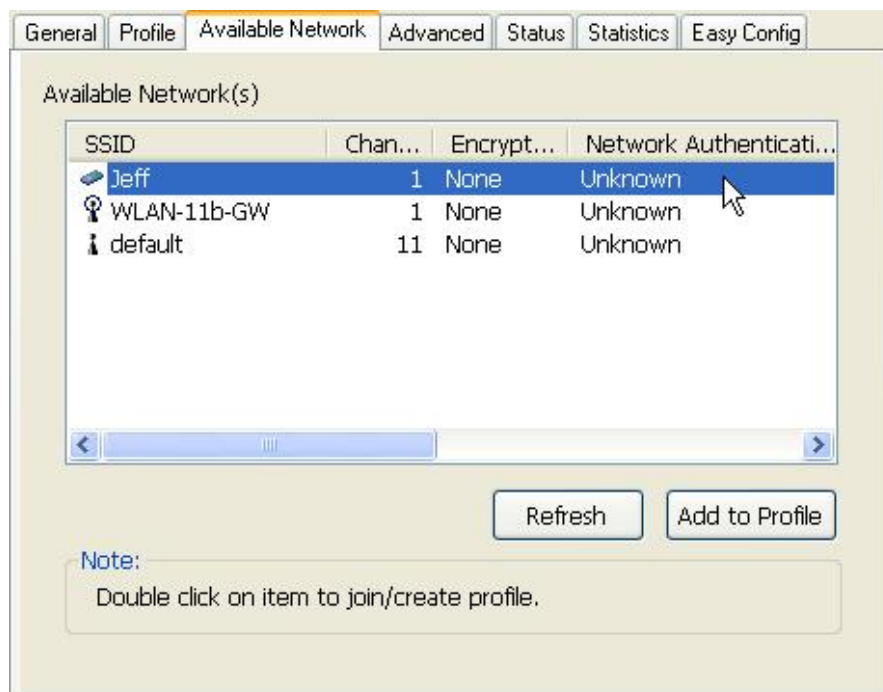 General Profile Available Network Advanced Status Statistics Easy Config
Available Network(s)
SSID Chan... Encrypt... Network Authenticati...
Jeff 1 None Unknown
WLAN-11b-GW 1 None Unknown
default 11 None Unknown
Refresh Add to Profile
Note:
Double click on item to join/create profile.